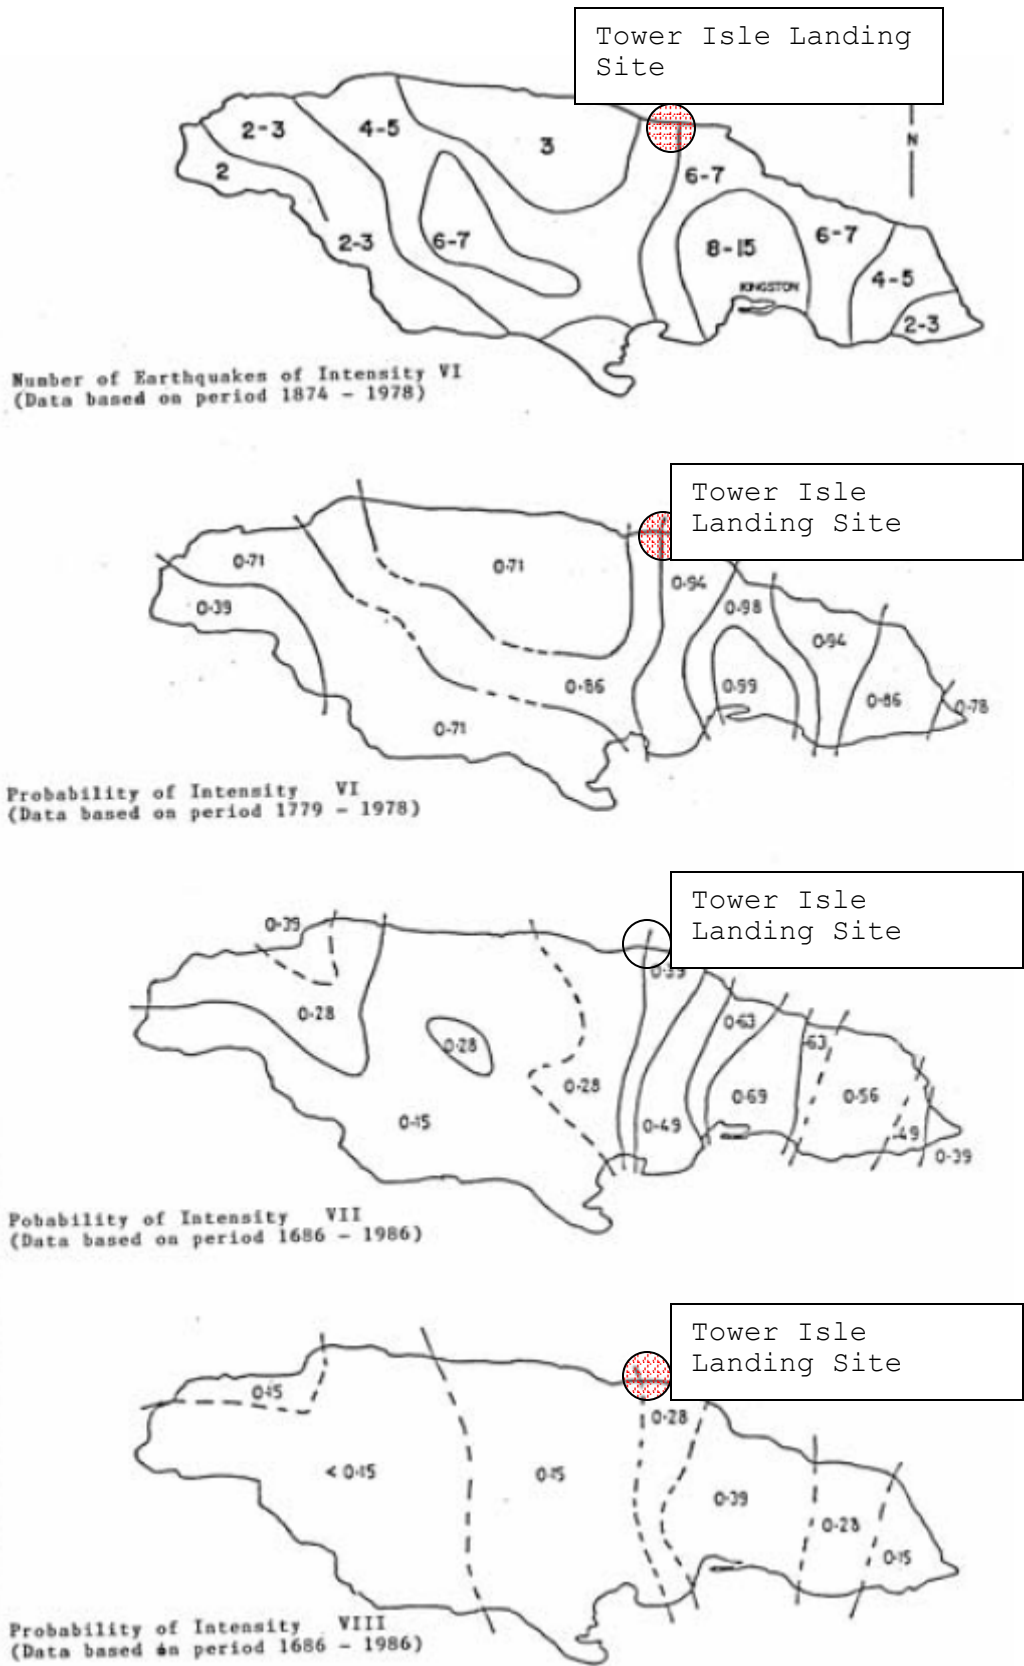 Tower Isle Landing
Site
N
2-3
4-5
3
2
6-7
2-3
6-7
8-15
6-7
4-5
KINGSTON
2-3
Number of Earthquakes of Intensity VI
(Data based on period 1874 - 1978)
Tower Isle
Landing Site
0·71
0·71
0·39
0·94
0·98
0·94
0·86
0·99
0·86
0·78
0·71
Probability of Intensity VI
(Data based on period 1779 - 1978)
Tower Isle
Landing Site
0·39
0·39
0·28
0·63
·63
0·28
0·28
0·69
0·56
0·15
0·49
·49
0·39
Pobability of Intensity VII
(Data based on period 1686 - 1986)
Tower Isle
Landing Site
0·15
0·28
< 0·15
0·15
0·39
0·28
0·15
Probability of Intensity VIII
(Data based on period 1686 - 1986)